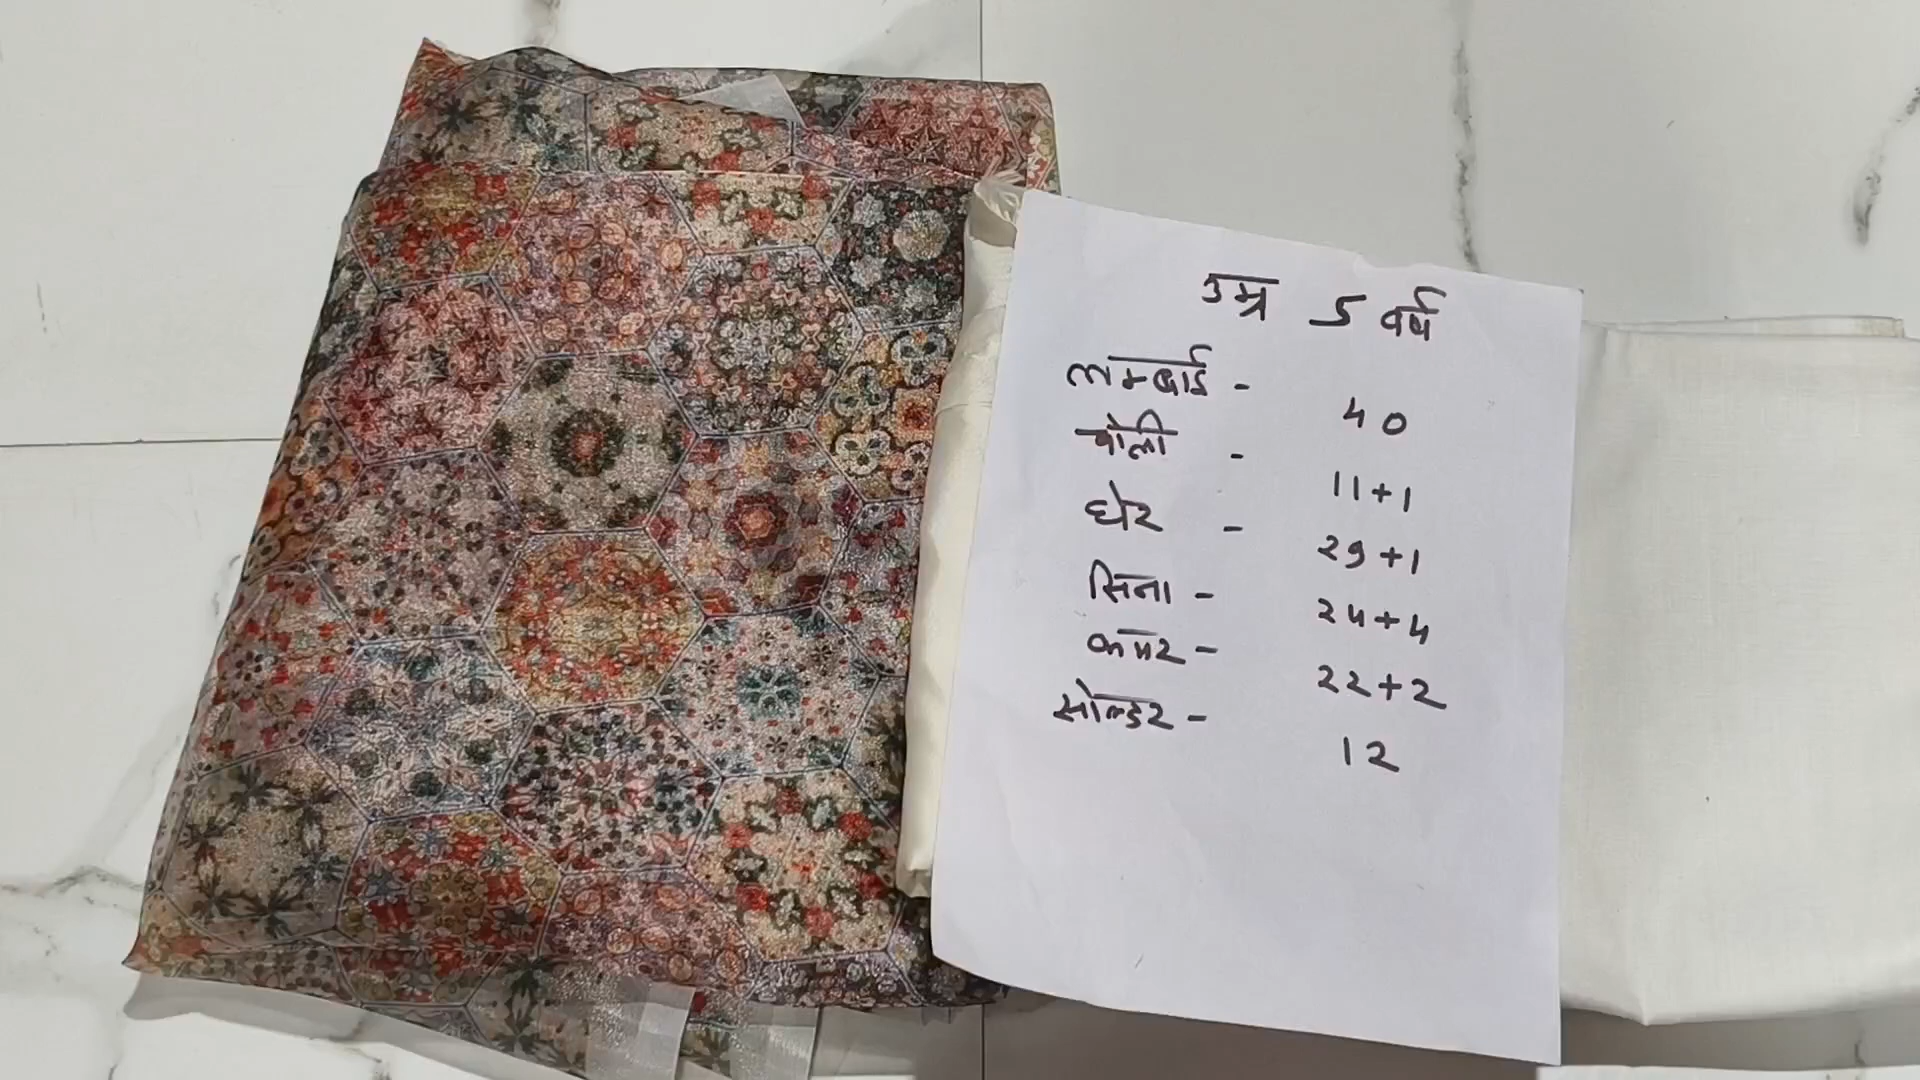 उम्र 5 वर्ष
लम्बाई - 40
चोली - 11+1
घेर - 29+1
सिना - 24+4
कमर - 22+2
सोल्डर - 12